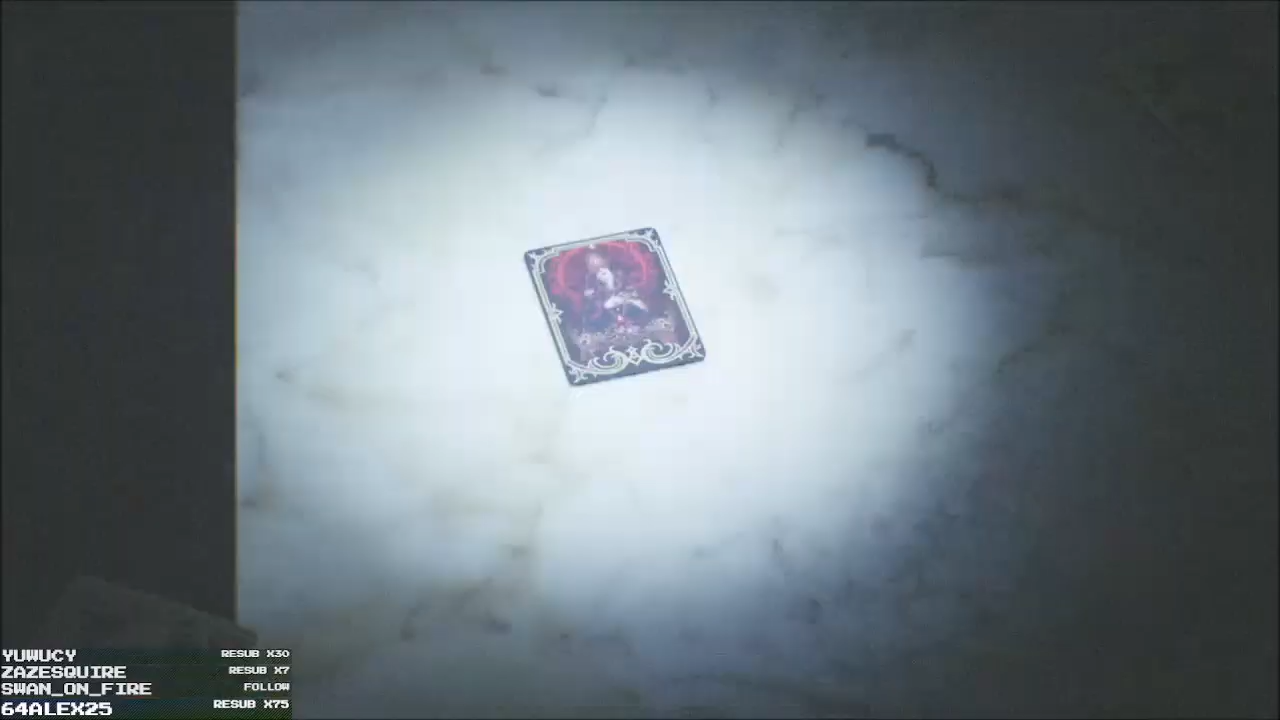 YUWUCY RESUB X30
ZAZESQUIRE RESUB X7
SWAN_ON_FIRE FOLLOW
64ALEX25 RESUB X75